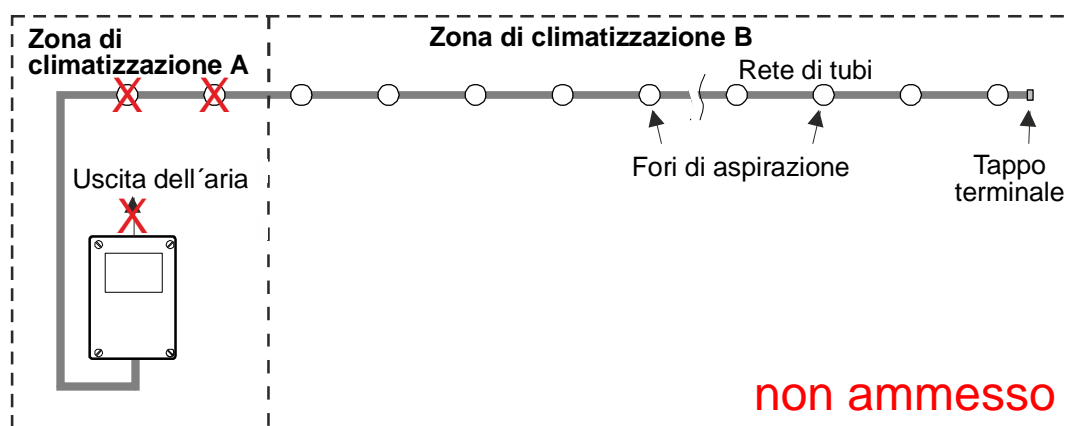 Zona di
climatizzazione A
Zona di climatizzazione B
Rete di tubi
Uscita dell´aria
Fori di aspirazione
Tappo
terminale
non ammesso